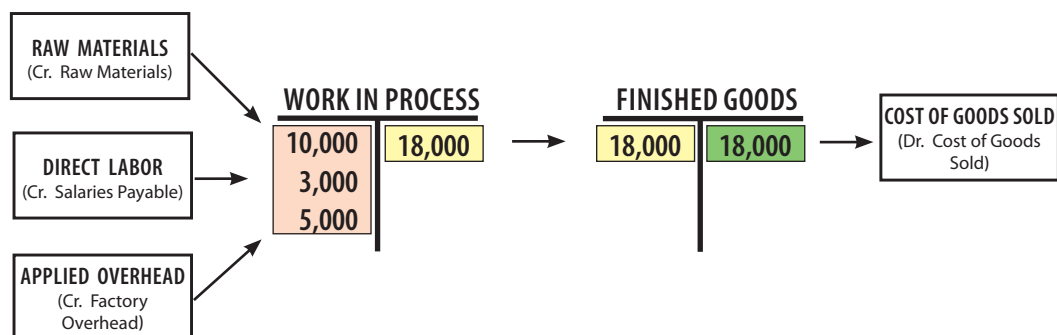 RAW MATERIALS
(Cr. Raw Materials)
DIRECT LABOR
(Cr. Salaries Payable)
APPLIED OVERHEAD
(Cr. Factory
Overhead)
WORK IN PROCESS
10,000 18,000
3,000
5,000
FINISHED GOODS
18,000 18,000
COST OF GOODS SOLD
(Dr. Cost of Goods
Sold)